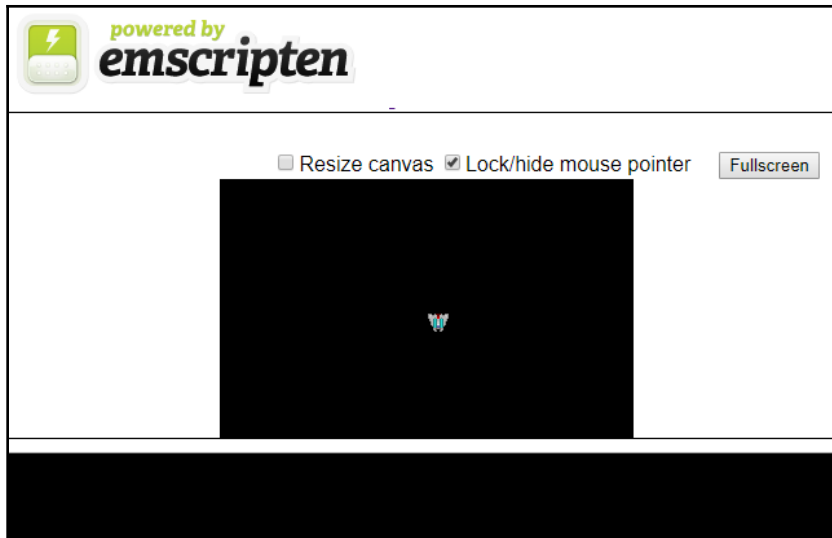 powered by
emscripten
Resize canvas Lock/hide mouse pointer Fullscreen